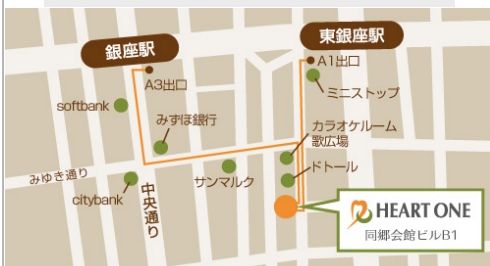 銀座駅
東銀座駅
A3出口
A1出口
softbank
ミニストップ
みずほ銀行
カラオケルーム
歌広場
みゆき通り
サンマルク
ドトール
citybank
中央通り
HEART ONE
同郷会館ビルB1